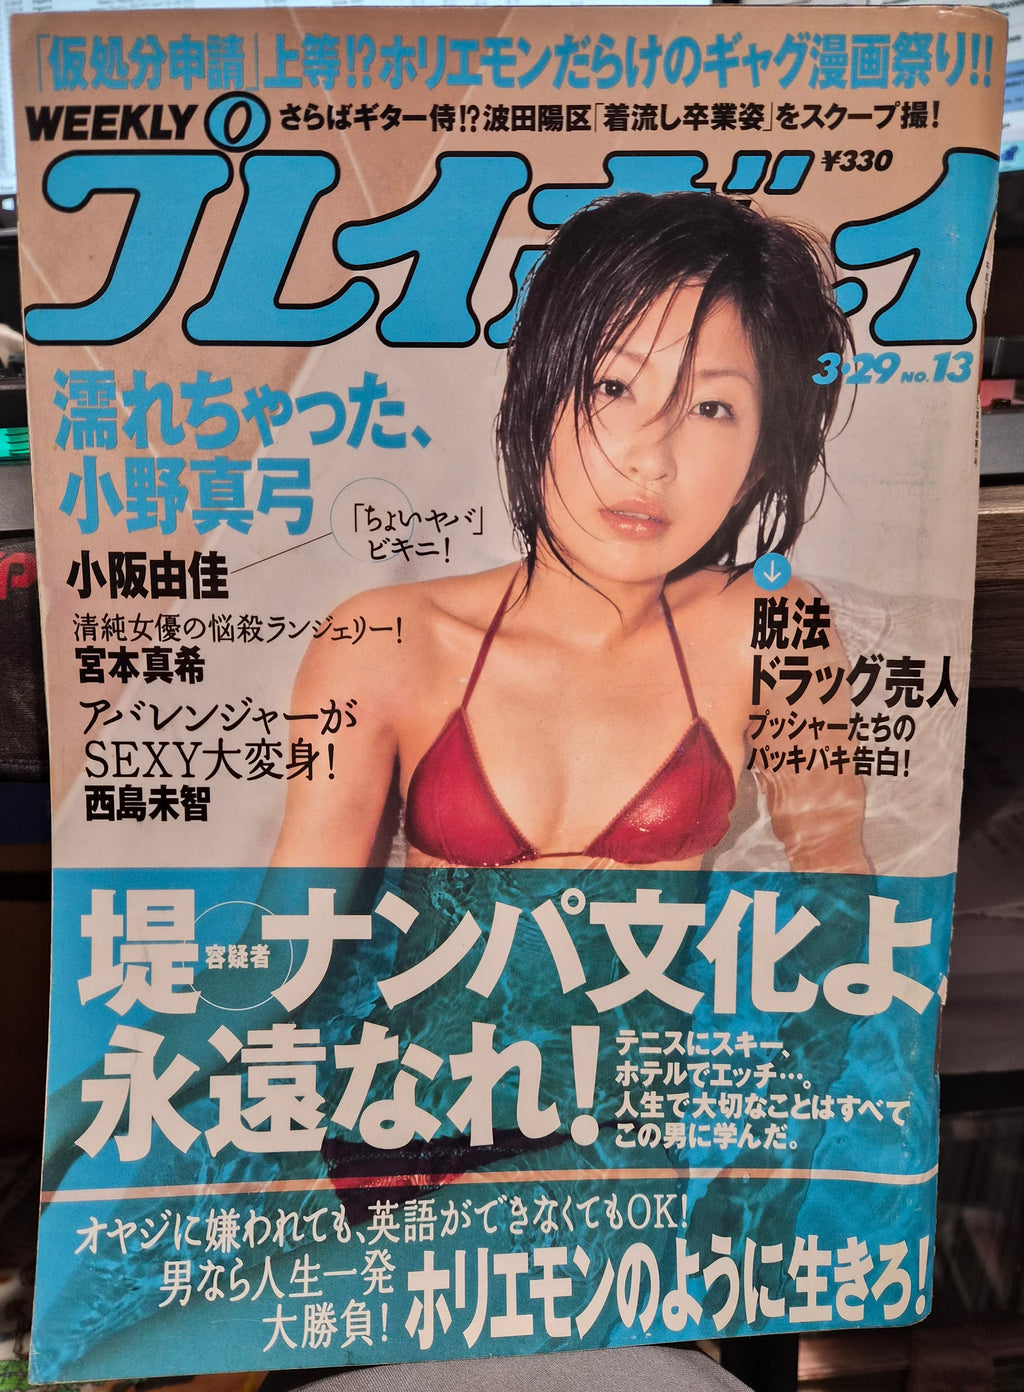 「仮処分申請」上等!?ホリエモンだらけのギャグ漫画祭り!!
WEEKLY
さらばギター侍!?波田陽区「着流し卒業姿」をスクープ撮!
プレイボーイ
¥330
3・29 NO.13
濡れちゃった、
小野真弓
「ちょいヤバ」
ビキニ!
小阪由佳
清純女優の悩殺ランジェリー!
宮本真希
アバレンジャーが
SEXY大変身!
西島未智
↓
脱法
ドラッグ売人
プッシャーたちの
パッキパキ告白!
堤容疑者ナンパ文化よ
永遠なれ!
テニスにスキー、
ホテルでエッチ…。
人生で大切なことはすべて
この男に学んだ。
オヤジに嫌われても、英語ができなくてもOK!
男なら人生一発
大勝負!
ホリエモンのように生きろ!